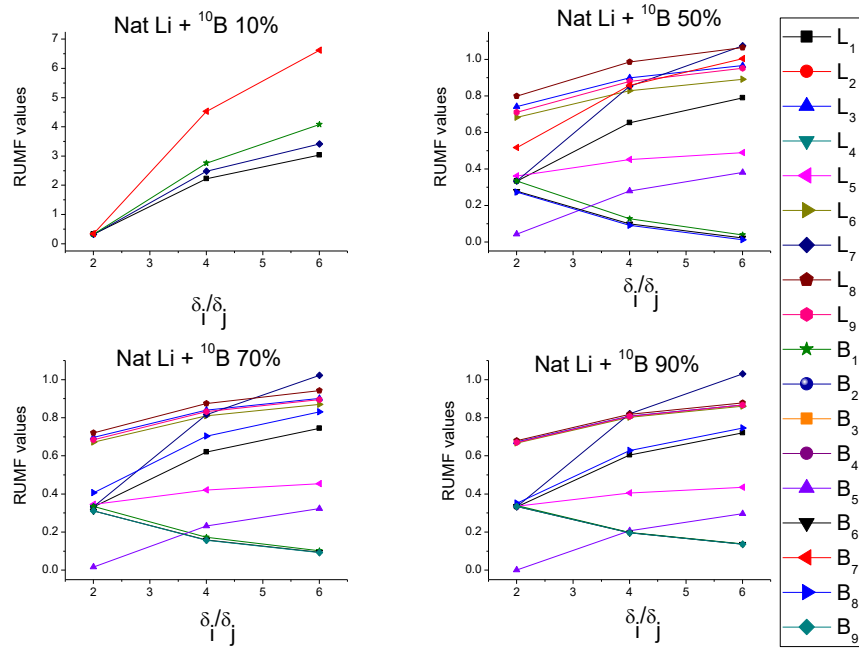 Nat Li + ¹⁰B 10%
7
6
5
4
3
2
1
0
RUMF values
2 3 4 5 6
δi/δj
Nat Li + ¹⁰B 50%
1.0
0.8
0.6
0.4
0.2
0.0
RUMF values
2 3 4 5 6
δi/δj
Nat Li + ¹⁰B 70%
1.0
0.8
0.6
0.4
0.2
0.0
RUMF values
2 3 4 5 6
δi/δj
Nat Li + ¹⁰B 90%
1.0
0.8
0.6
0.4
0.2
0.0
RUMF values
2 3 4 5 6
δi/δj
L₁
L₂
L₃
L₄
L₅
L₆
L₇
L₈
L₉
B₁
B₂
B₃
B₄
B₅
B₆
B₇
B₈
B₉